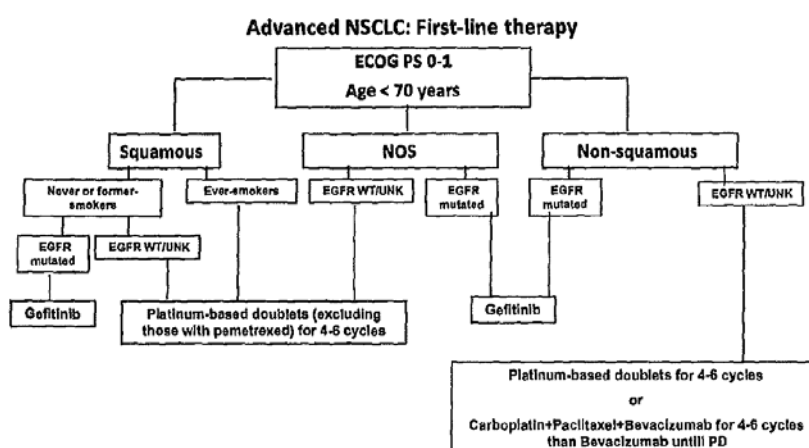 Advanced NSCLC: First-line therapy
ECOG PS 0-1
Age < 70 years
Squamous
NOS
Non-squamous
Never or former-
smokers
Ever-smokers
EGFR WT/UNK
EGFR
mutated
EGFR
mutated
EGFR WT/UNK
EGFR
mutated
EGFR WT/UNK
Gefitinib
Platinum-based doublets (excluding
those with pemetrexed) for 4-6 cycles
Gefitinib
Platinum-based doublets for 4-6 cycles
or
Carboplatin+Paclitaxel+Bevacizumab for 4-6 cycles
than Bevacizumab untill PD